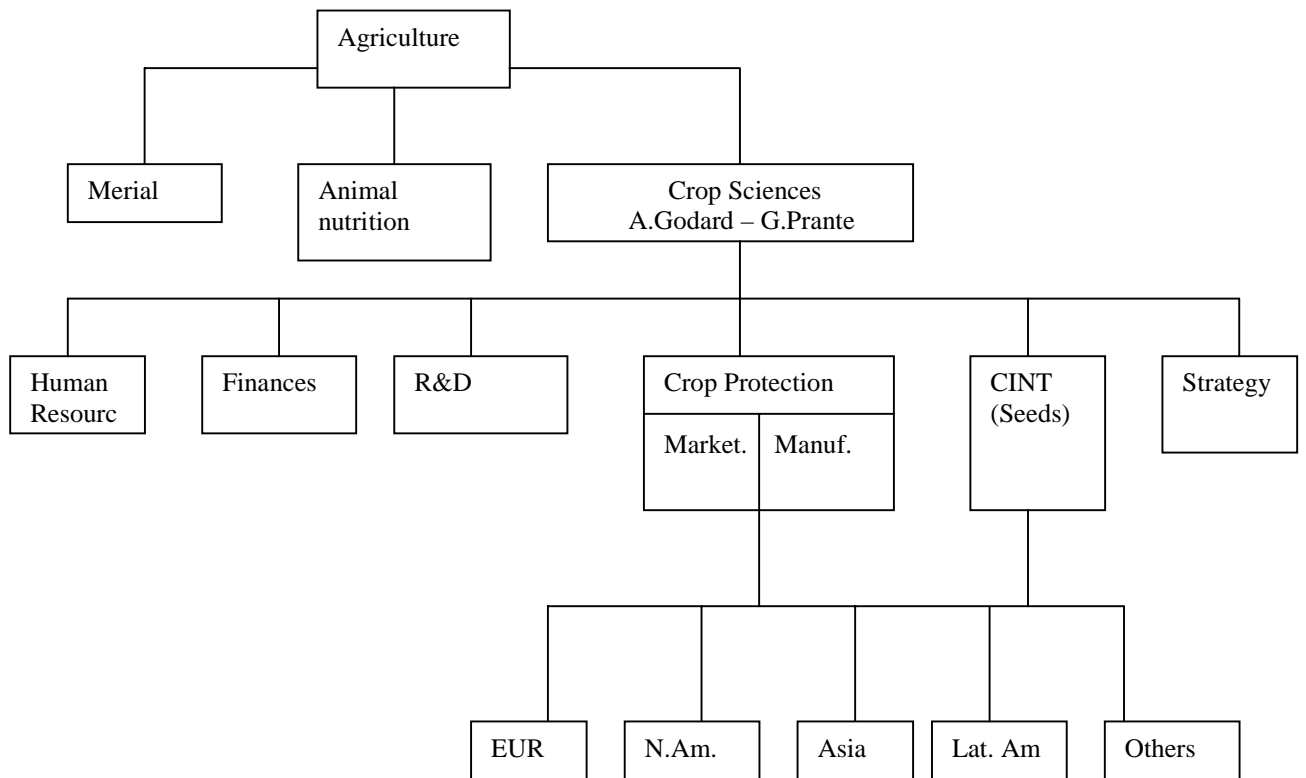 Agriculture
Merial
Animal
nutrition
Crop Sciences
A.Godard – G.Prante
Human
Resourc
Finances
R&D
Crop Protection
Market.
Manuf.
CINT
(Seeds)
Strategy
EUR
N.Am.
Asia
Lat. Am
Others